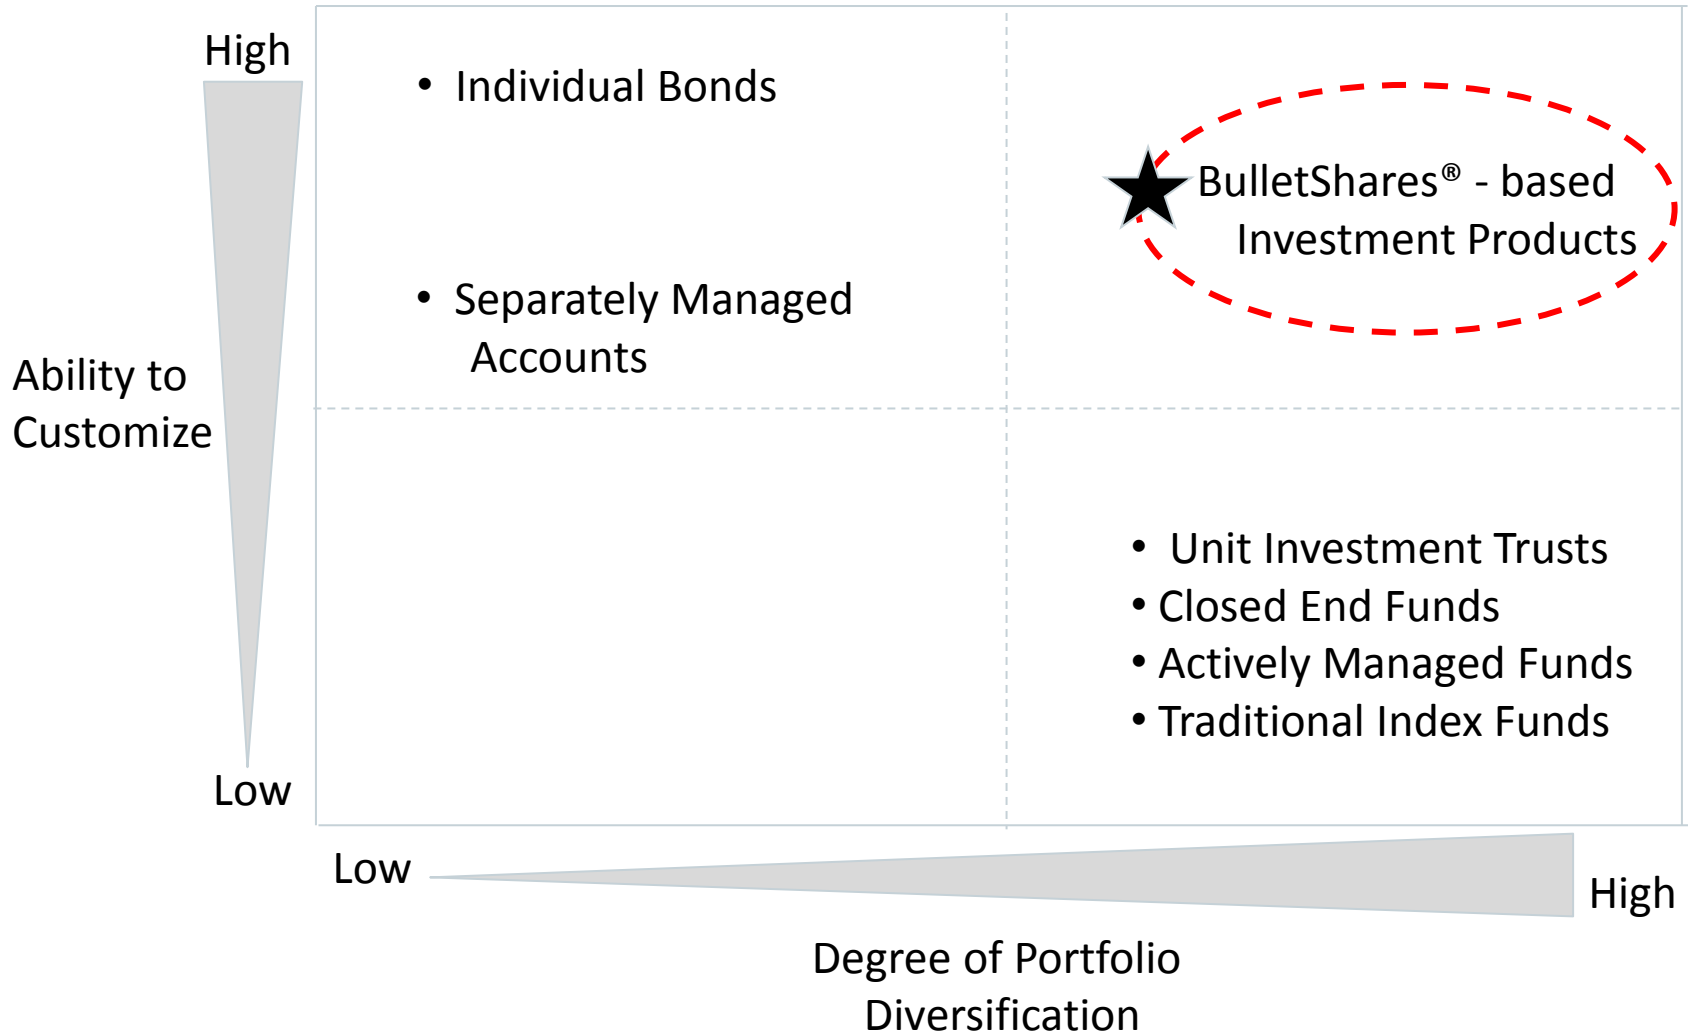 High
• Individual Bonds
BulletShares® - based
Investment Products
• Separately Managed
Accounts
Ability to
Customize
• Unit Investment Trusts
• Closed End Funds
• Actively Managed Funds
• Traditional Index Funds
Low
Low
High
Degree of Portfolio
Diversification